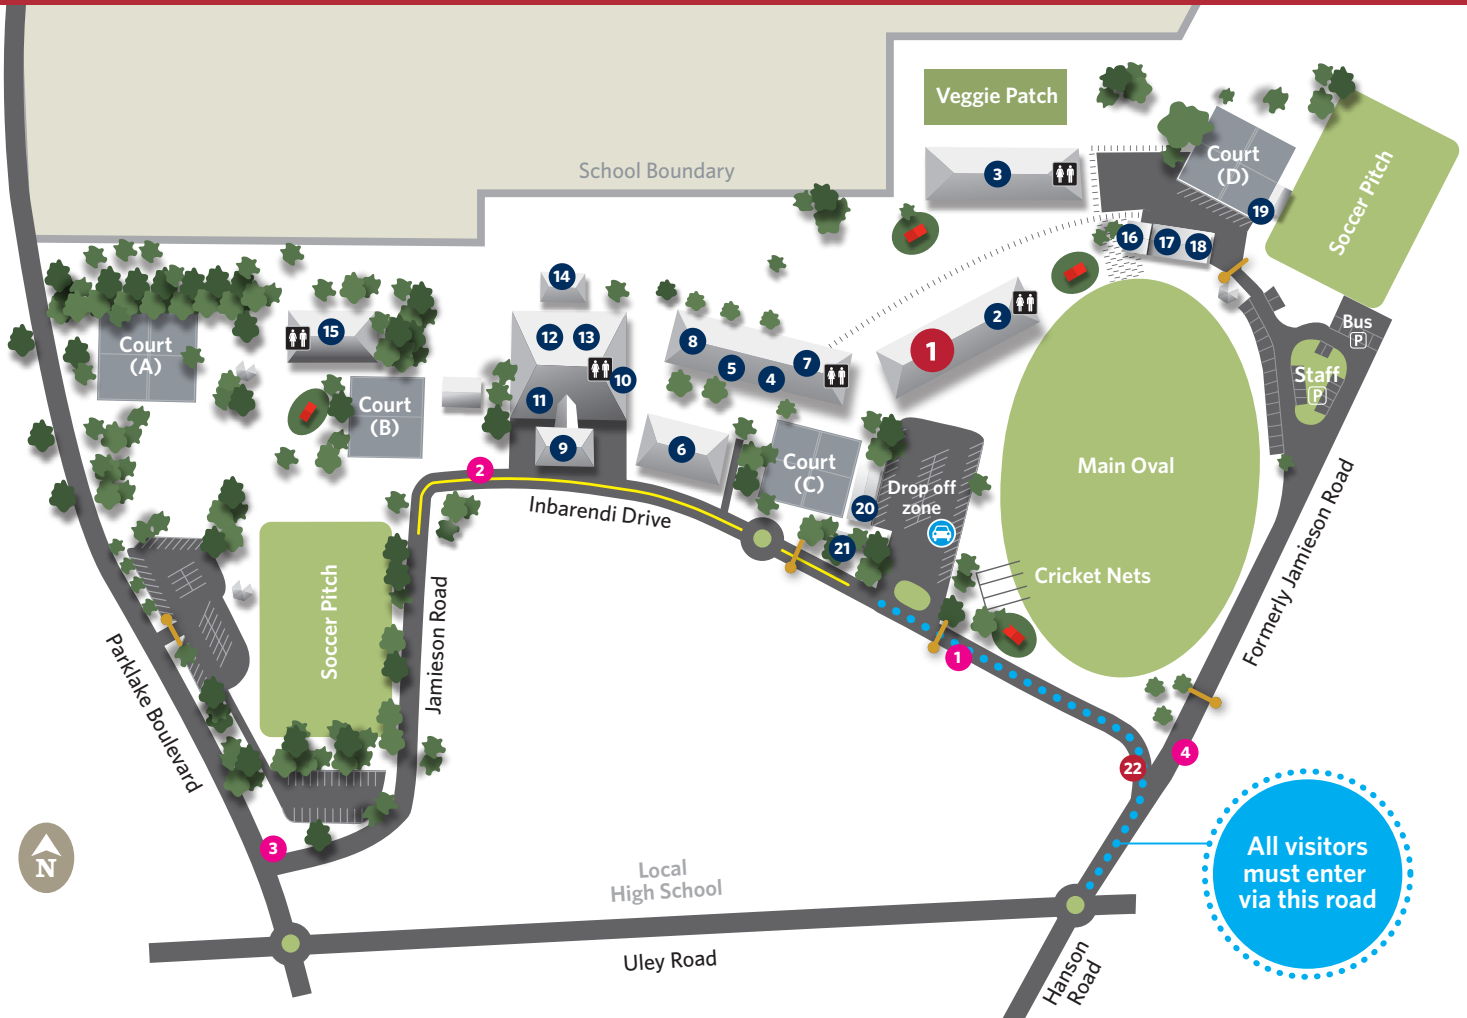 Veggie Patch
School Boundary
Court
(D)
3
19
Soccer Pitch
16
17
18
14
15
12
13
8
7
2
1
Bus
P
Court
(A)
5
4
10
11
Staff
P
Court
(B)
9
6
2
Court
(C)
Main Oval
Drop off
zone
20
21
Inbarendi Drive
Cricket Nets
Formerly Jamieson Road
Soccer Pitch
Jamieson Road
Parklake Boulevard
1
4
22
3
N
All visitors
must enter
via this road
Local
High School
Uley Road
Hanson
Road